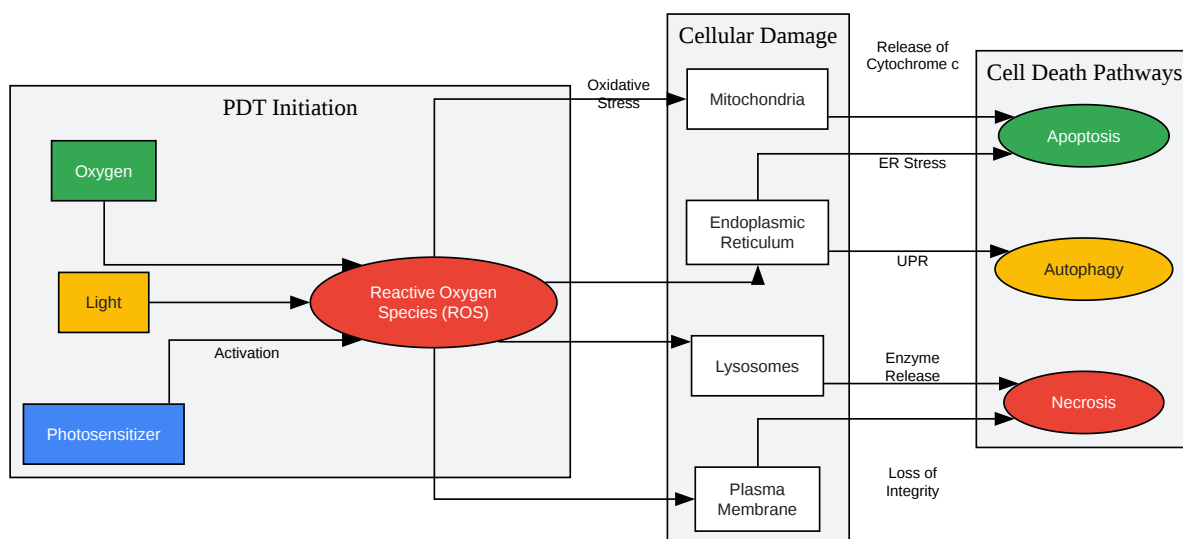 PDT Initiation
Oxygen
Light
Activation
Photosensitizer
Reactive Oxygen
Species (ROS)
Oxidative
Stress
Cellular Damage
Mitochondria
Endoplasmic
Reticulum
Lysosomes
Plasma
Membrane
Release of
Cytochrome c
ER Stress
UPR
Enzyme
Release
Loss of
Integrity
Cell Death Pathways
Apoptosis
Autophagy
Necrosis